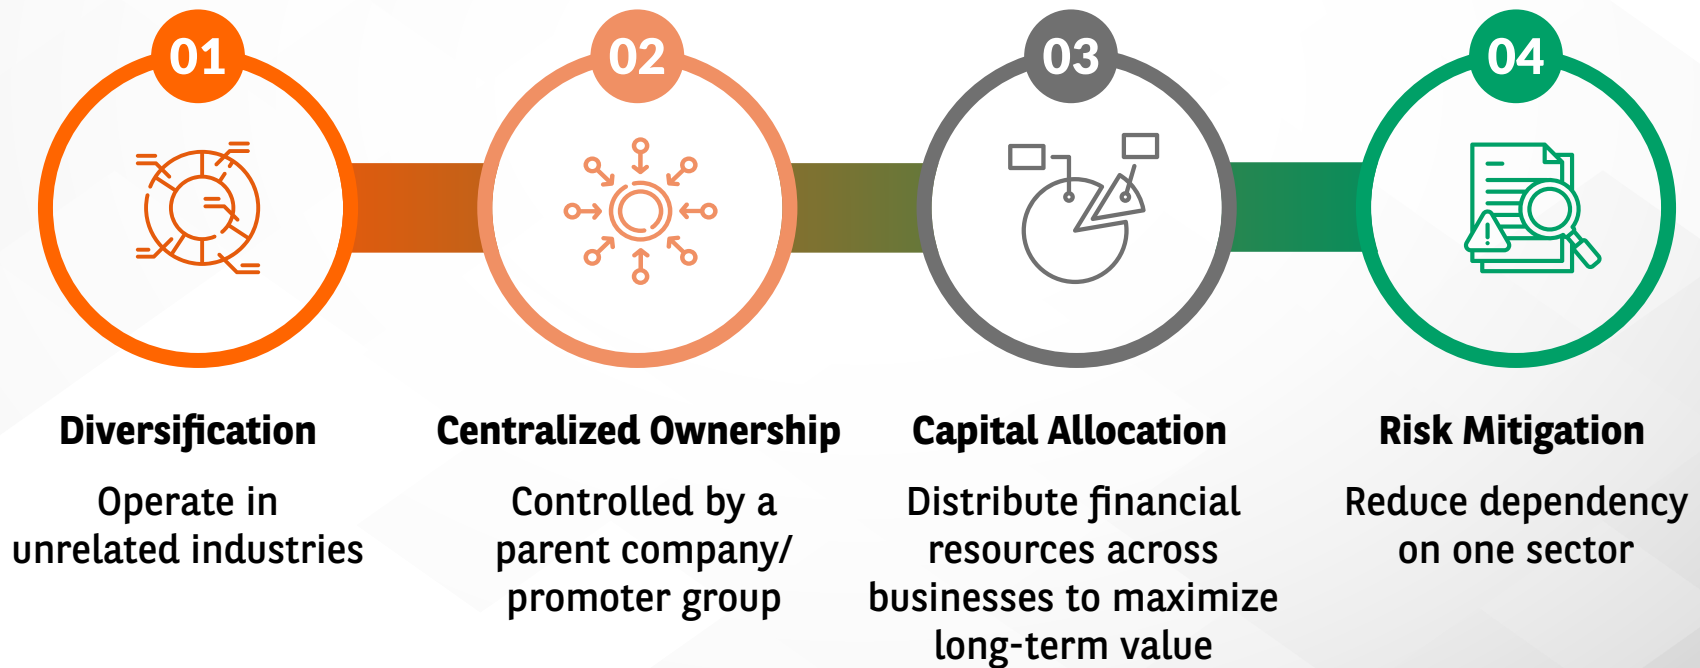 01
Diversification
Operate in
unrelated industries
02
Centralized Ownership
Controlled by a
parent company/
promoter group
03
Capital Allocation
Distribute financial
resources across
businesses to maximize
long-term value
04
Risk Mitigation
Reduce dependency
on one sector